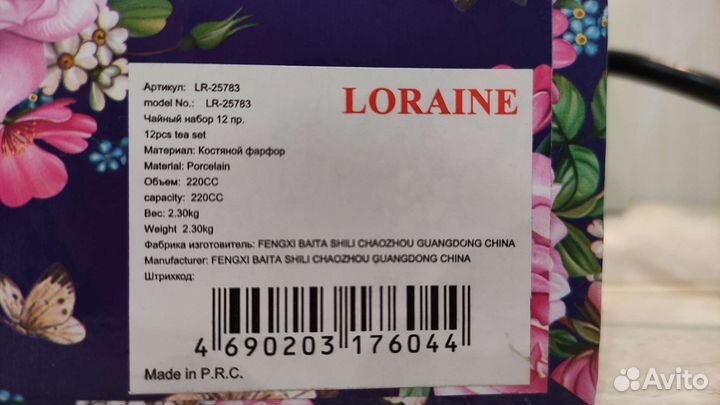 LORAINE
Артикул: LR-25783
model No.: LR-25783
Чайный набор 12 пр.
12pcs tea set
Материал: Костяной фарфор
Material: Porcelain
Объем: 220CC
capacity: 220CC
Вес: 2.30kg
Weight 2.30kg
Фабрика изготовитель: FENGXI BAITA SHILI CHAOZHOU GUANGDONG CHINA
Manufacturer: FENGXI BAITA SHILI CHAOZHOU GUANGDONG CHINA
Штрихкод:
4 690203 176044
Made in P.R.C.
Avito